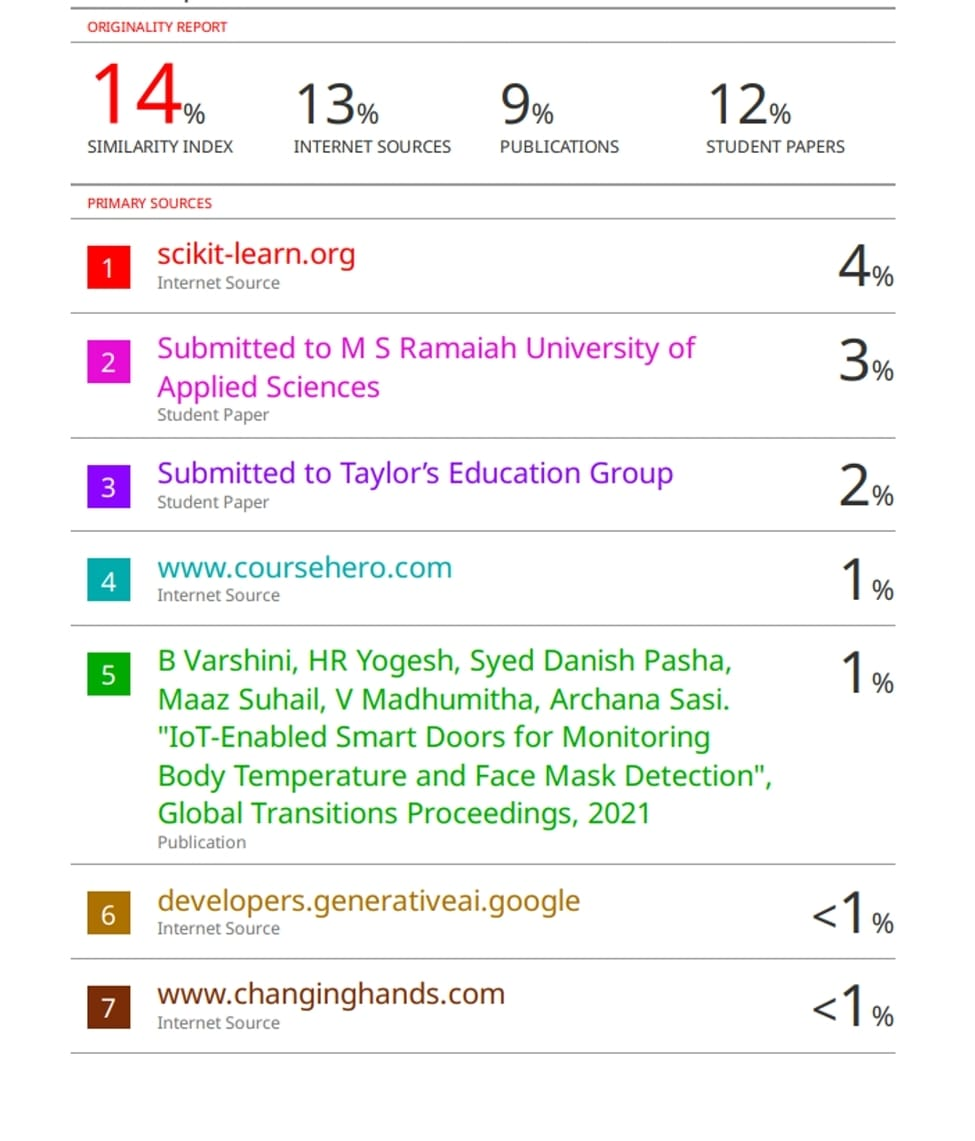 ORIGINALITY REPORT
14%
13%
9%
12%
SIMILARITY INDEX
INTERNET SOURCES
PUBLICATIONS
STUDENT PAPERS
PRIMARY SOURCES
1
scikit-learn.org
Internet Source
4%
2
Submitted to M S Ramaiah University of
Applied Sciences
Student Paper
3%
3
Submitted to Taylor’s Education Group
Student Paper
2%
4
www.coursehero.com
Internet Source
1%
5
B Varshini, HR Yogesh, Syed Danish Pasha,
Maaz Suhail, V Madhumitha, Archana Sasi.
"IoT-Enabled Smart Doors for Monitoring
Body Temperature and Face Mask Detection",
Global Transitions Proceedings, 2021
Publication
1%
6
developers.generativeai.google
Internet Source
<1%
7
www.changinghands.com
Internet Source
<1%